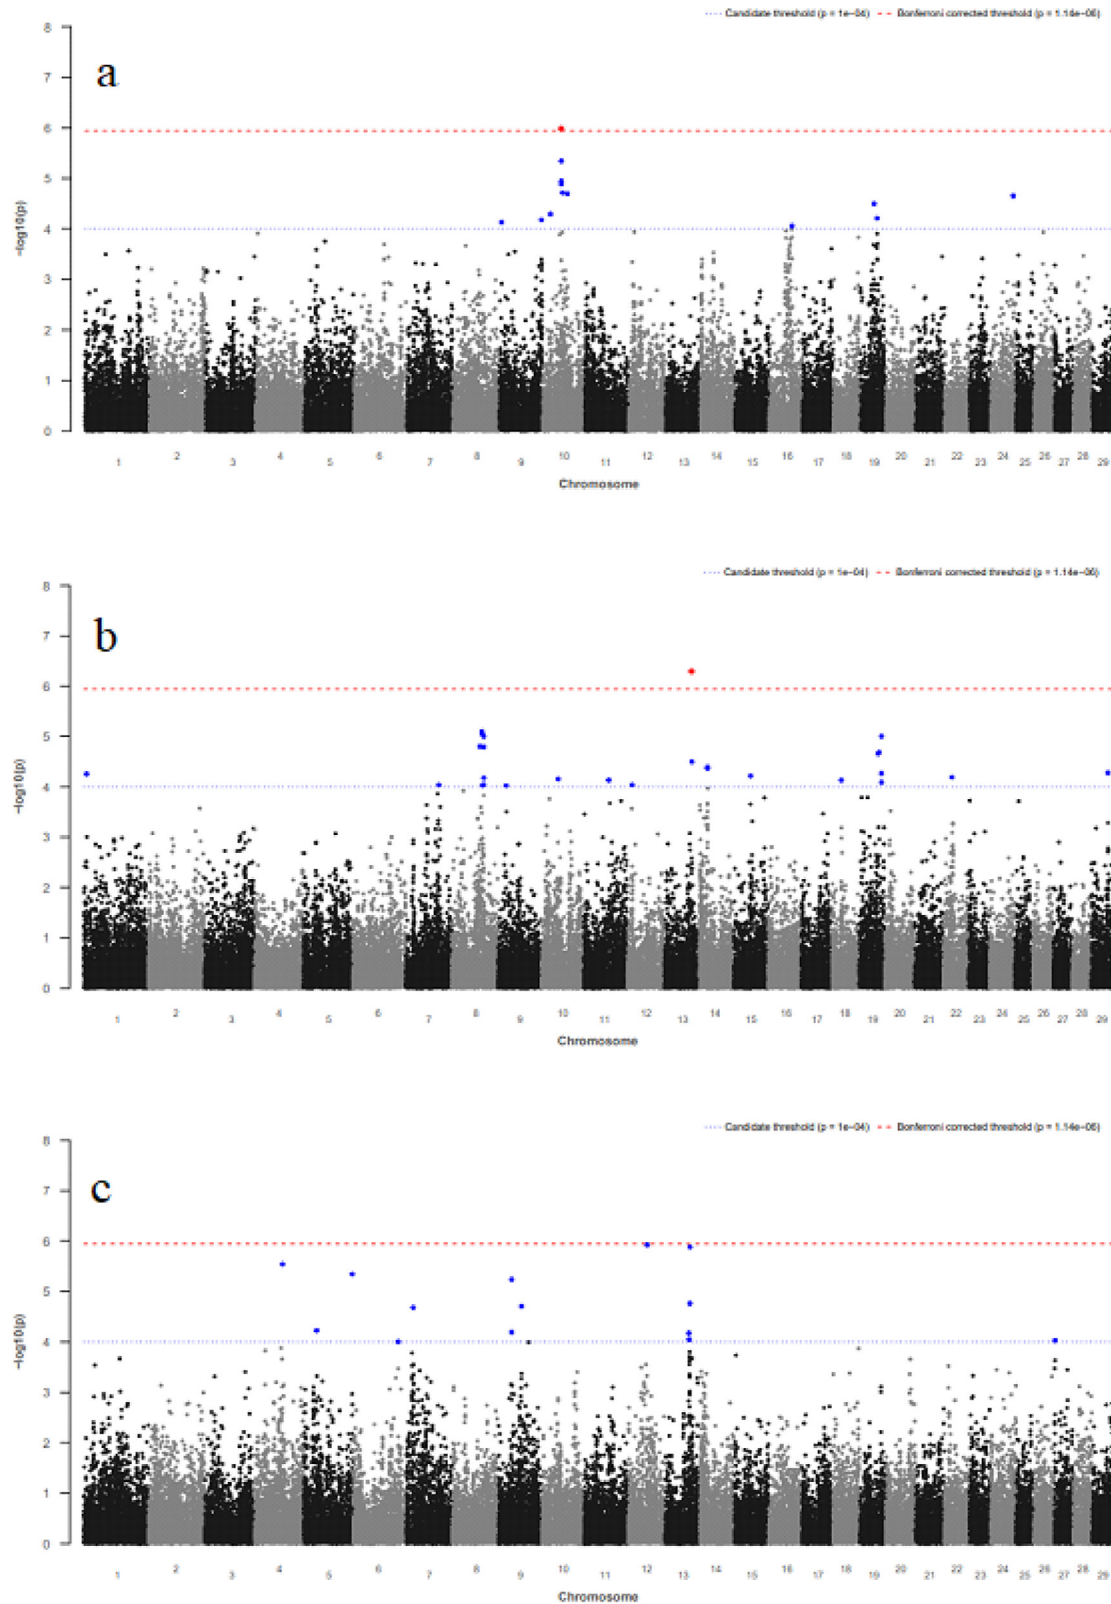 Candidate threshold (p = 1e−04) Bonferroni corrected threshold (p = 1.14e−06)
a
8
7
6
5
4
3
2
1
0
−log10(p)
1 2 3 4 5 6 7 8 9 10 11 12 13 14 15 16 17 18 19 20 21 22 23 24 25 26 27 28 29
Chromosome
Candidate threshold (p = 1e−04) Bonferroni corrected threshold (p = 1.14e−06)
b
8
7
6
5
4
3
2
1
0
−log10(p)
1 2 3 4 5 6 7 8 9 10 11 12 13 14 15 16 17 18 19 20 21 22 23 24 25 26 27 28 29
Chromosome
Candidate threshold (p = 1e−04) Bonferroni corrected threshold (p = 1.14e−06)
c
8
7
6
5
4
3
2
1
0
−log10(p)
1 2 3 4 5 6 7 8 9 10 11 12 13 14 15 16 17 18 19 20 21 22 23 24 25 26 27 28 29
Chromosome